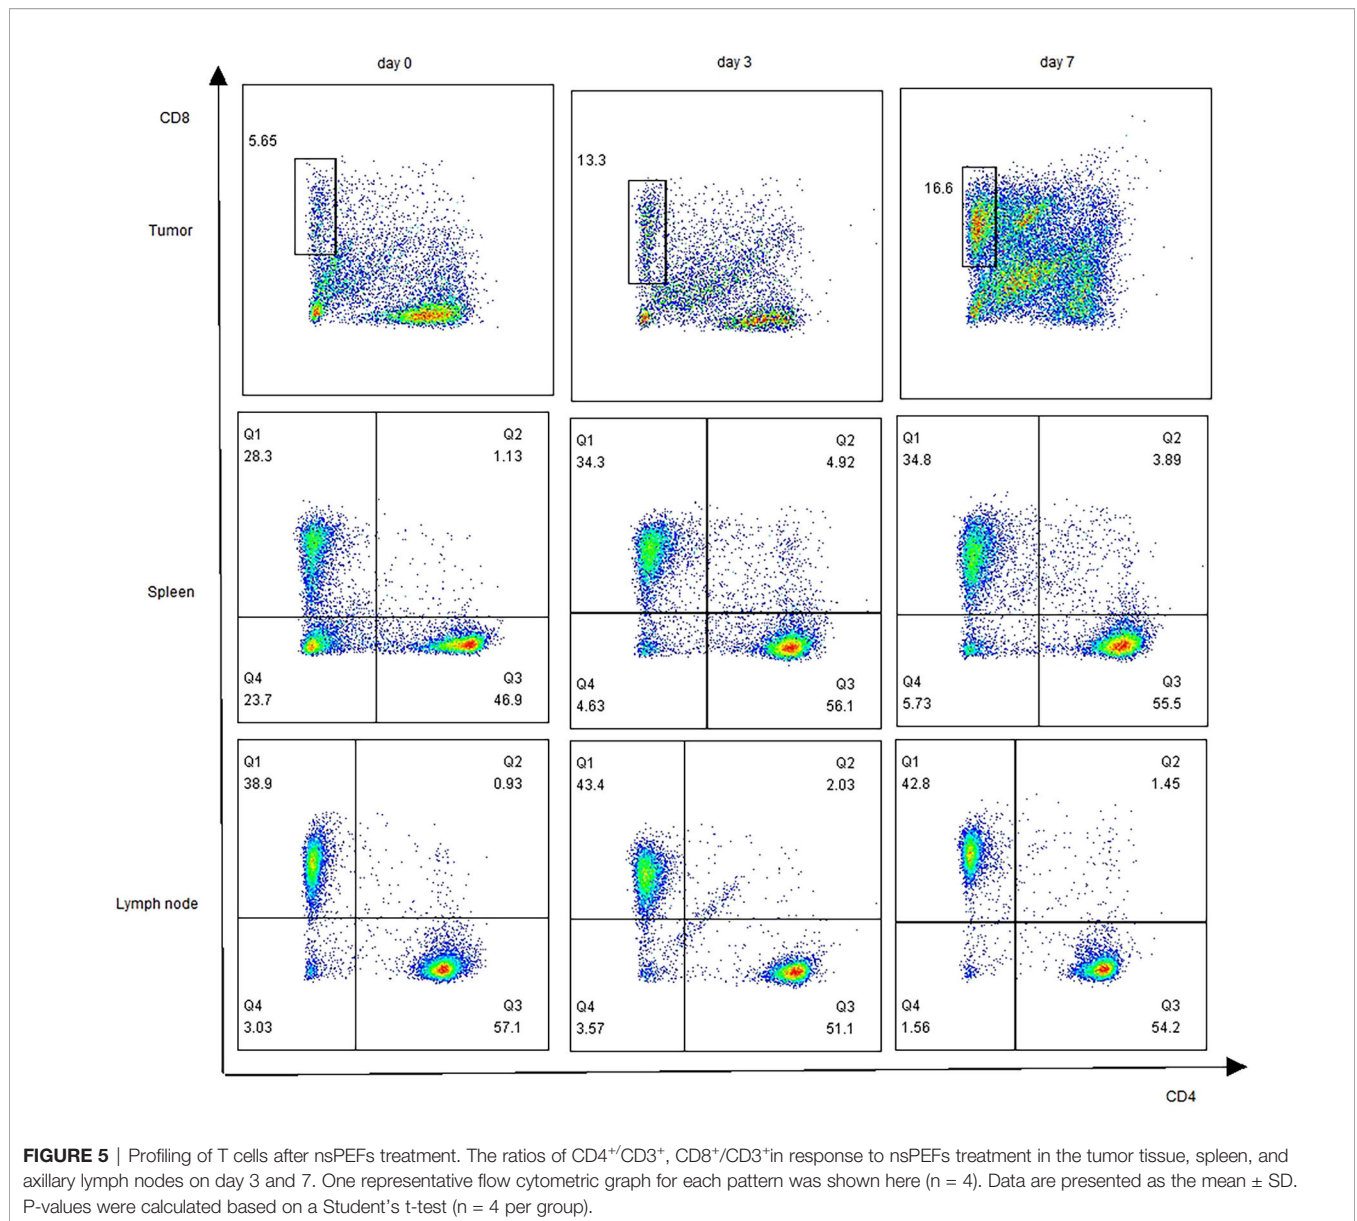 day 0
day 3
day 7
CD8
Tumor
5.65
13.3
16.6
Spleen
Q1
28.3
Q2
1.13
Q4
23.7
Q3
46.9
Q1
34.3
Q2
4.92
Q4
4.63
Q3
56.1
Q1
34.8
Q2
3.89
Q4
5.73
Q3
55.5
Lymph node
Q1
38.9
Q2
0.93
Q4
3.03
Q3
57.1
Q1
43.4
Q2
2.03
Q4
3.57
Q3
51.1
Q1
42.8
Q2
1.45
Q4
1.56
Q3
54.2
CD4
FIGURE 5 | Profiling of T cells after nsPEFs treatment. The ratios of CD4⁺/CD3⁺, CD8⁺/CD3⁺in response to nsPEFs treatment in the tumor tissue, spleen, and
axillary lymph nodes on day 3 and 7. One representative flow cytometric graph for each pattern was shown here (n = 4). Data are presented as the mean ± SD.
P-values were calculated based on a Student's t-test (n = 4 per group).